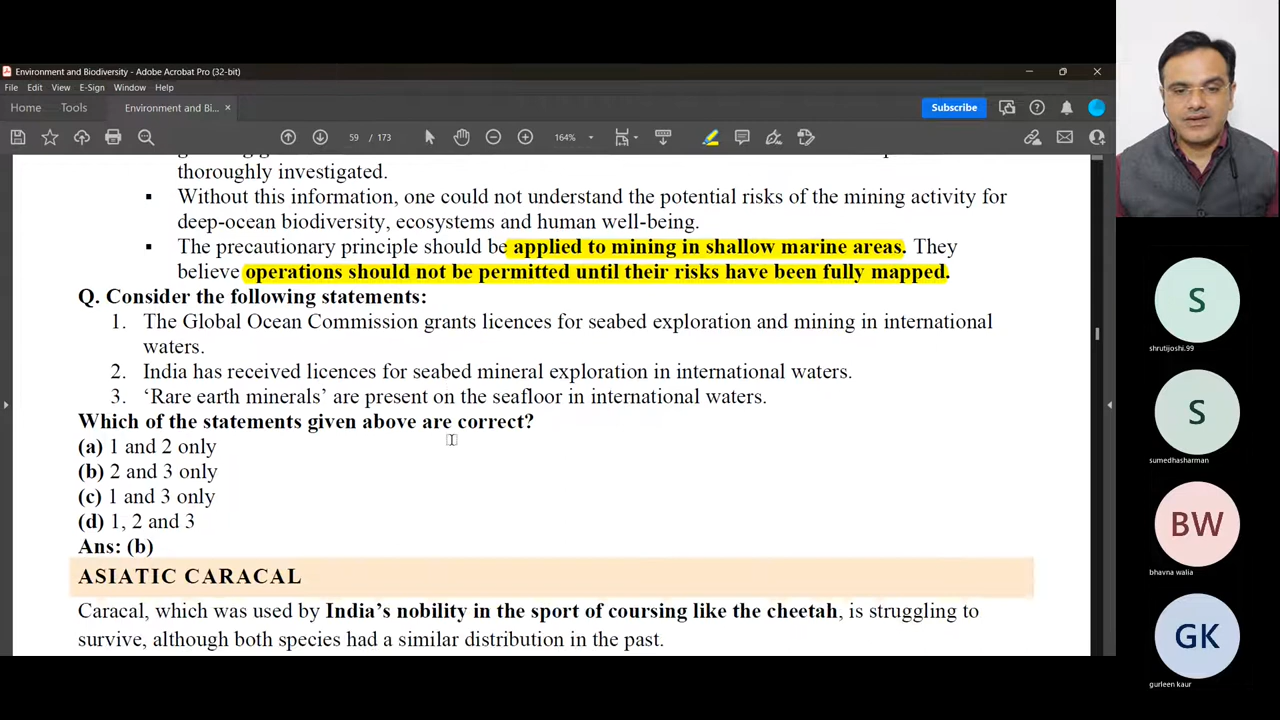 Environment and Biodiversity - Adobe Acrobat Pro (32-bit)
File Edit View E-Sign Window Help
Home Tools Environment and Bi... × Subscribe
59 / 173 164%
thoroughly investigated.
▪ Without this information, one could not understand the potential risks of the mining activity for
deep-ocean biodiversity, ecosystems and human well-being.
▪ The precautionary principle should be applied to mining in shallow marine areas. They
believe operations should not be permitted until their risks have been fully mapped.
Q. Consider the following statements:
1. The Global Ocean Commission grants licences for seabed exploration and mining in international
waters.
2. India has received licences for seabed mineral exploration in international waters.
3. ‘Rare earth minerals’ are present on the seafloor in international waters.
Which of the statements given above are correct?
(a) 1 and 2 only
(b) 2 and 3 only
(c) 1 and 3 only
(d) 1, 2 and 3
Ans: (b)
ASIATIC CARACAL
Caracal, which was used by India’s nobility in the sport of coursing like the cheetah, is struggling to
survive, although both species had a similar distribution in the past.
S
shrutijoshi.99
S
sumedhasharman
BW
bhavna walia
GK
gurleen kaur